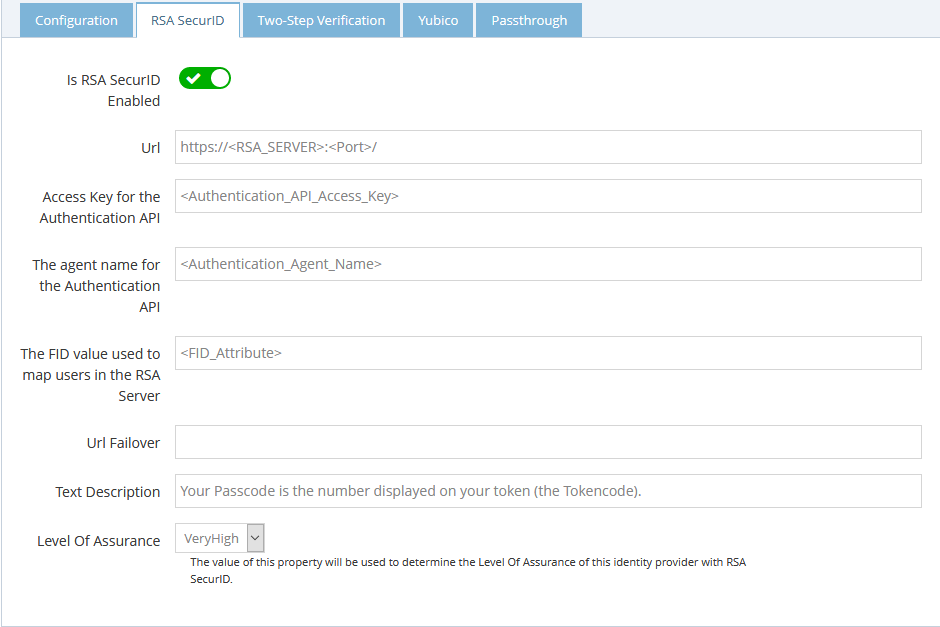 Configuration RSA SecurID Two-Step Verification Yubico Passthrough
Is RSA SecurID
Enabled
Url https://<RSA_SERVER>:<Port>/
Access Key for the
Authentication API
<Authentication_API_Access_Key>
The agent name for
the Authentication
API
<Authentication_Agent_Name>
The FID value used to
map users in the RSA
Server
<FID_Attribute>
Url Failover
Text Description Your Passcode is the number displayed on your token (the Tokencode).
Level Of Assurance VeryHigh
The value of this property will be used to determine the Level Of Assurance of this identity provider with RSA
SecurID.